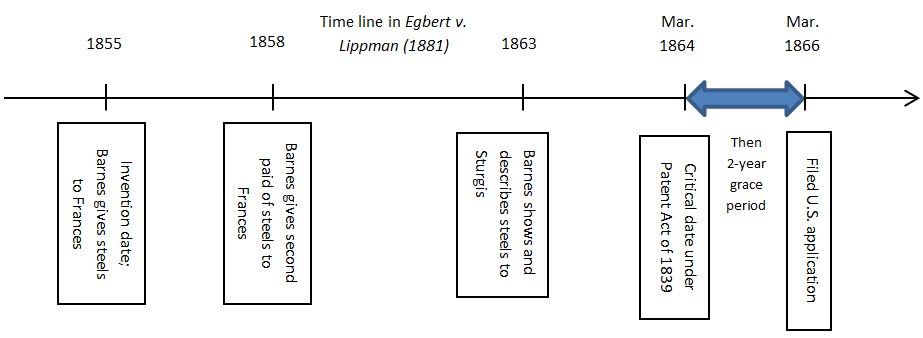 Time line in Egbert v.
Lippman (1881)
1855
1858
1863
Mar.
1864
Mar.
1866
Invention date;
Barnes gives steels
to Frances
Barnes gives second
paid of steels to
Frances
Barnes shows and
describes steels to
Sturgis
Critical date under
Patent Act of 1839
Then
2-year
grace
period
Filed U.S. application